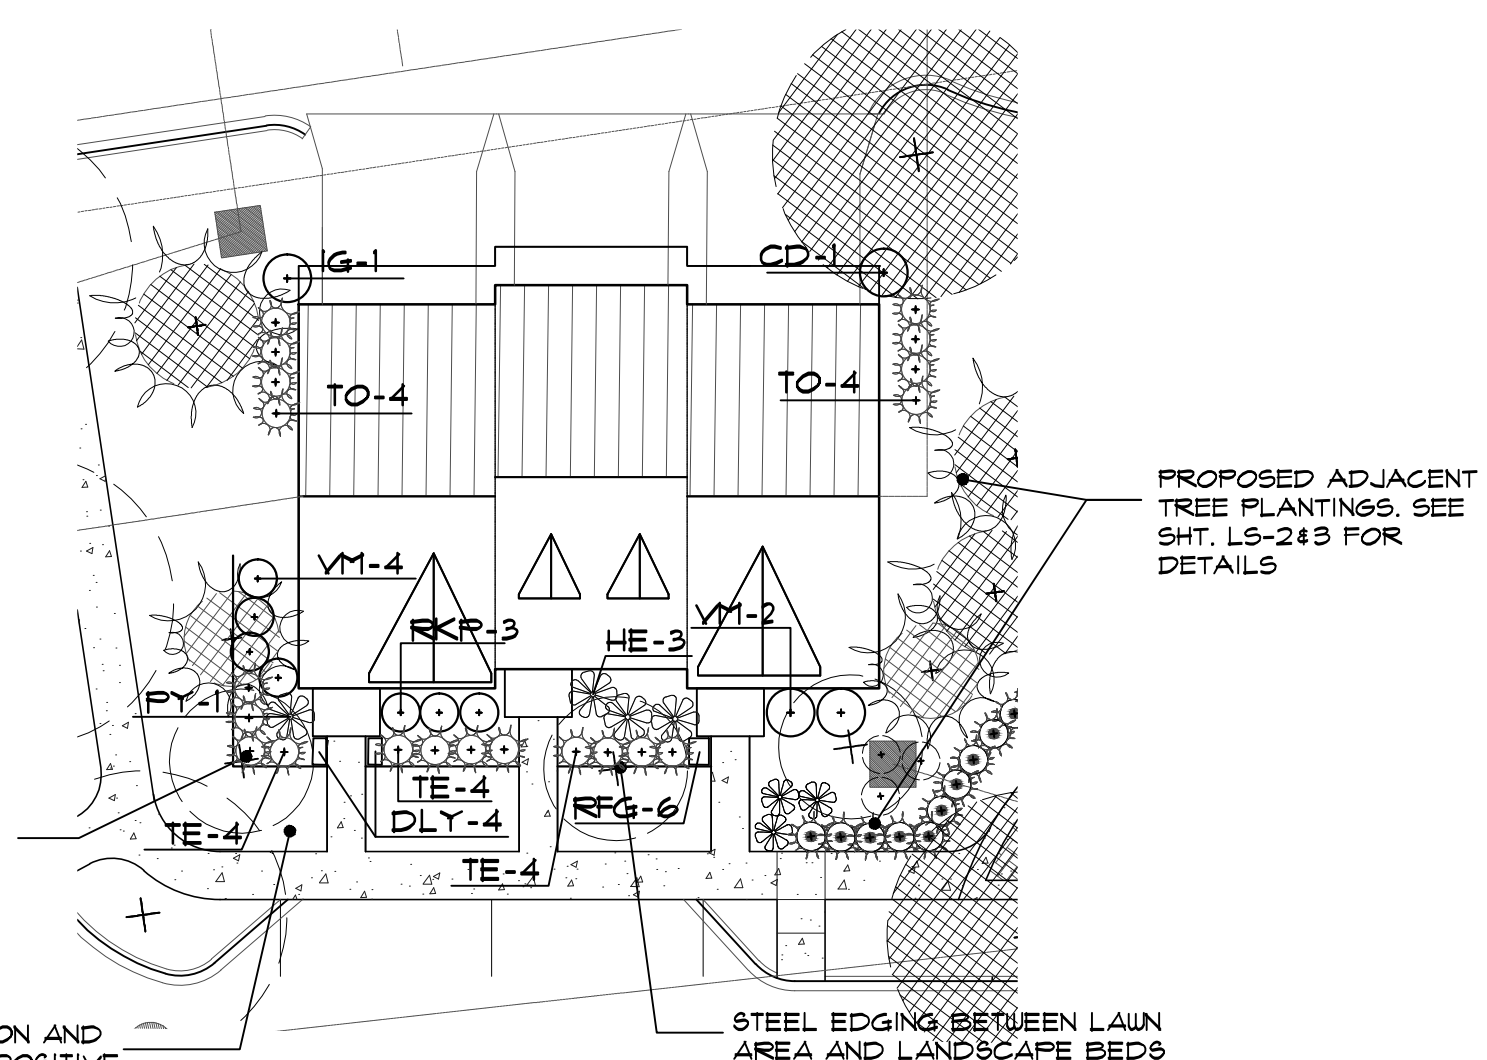 IG-1
CD-1
TO-4
TO-4
PROPOSED ADJACENT
TREE PLANTINGS. SEE
SHT. LS-2&3 FOR
DETAILS
VM-4
VM-2
RKP-3
HE-3
PY-1
TE-4
DLY-4
RFG-6
TE-4
TE-4
STEEL EDGING BETWEEN LAWN
AREA AND LANDSCAPE BEDS
ON AND
POSITIVE